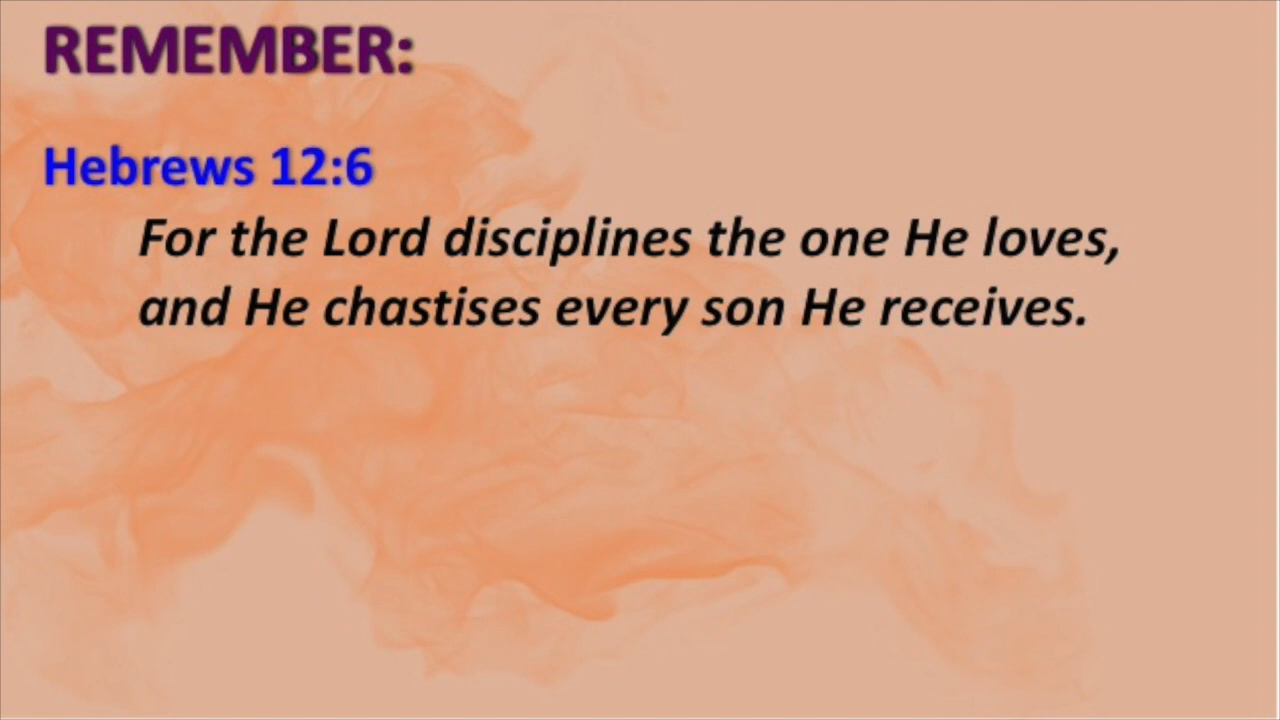 REMEMBER:
Hebrews 12:6
For the Lord disciplines the one He loves,
and He chastises every son He receives.